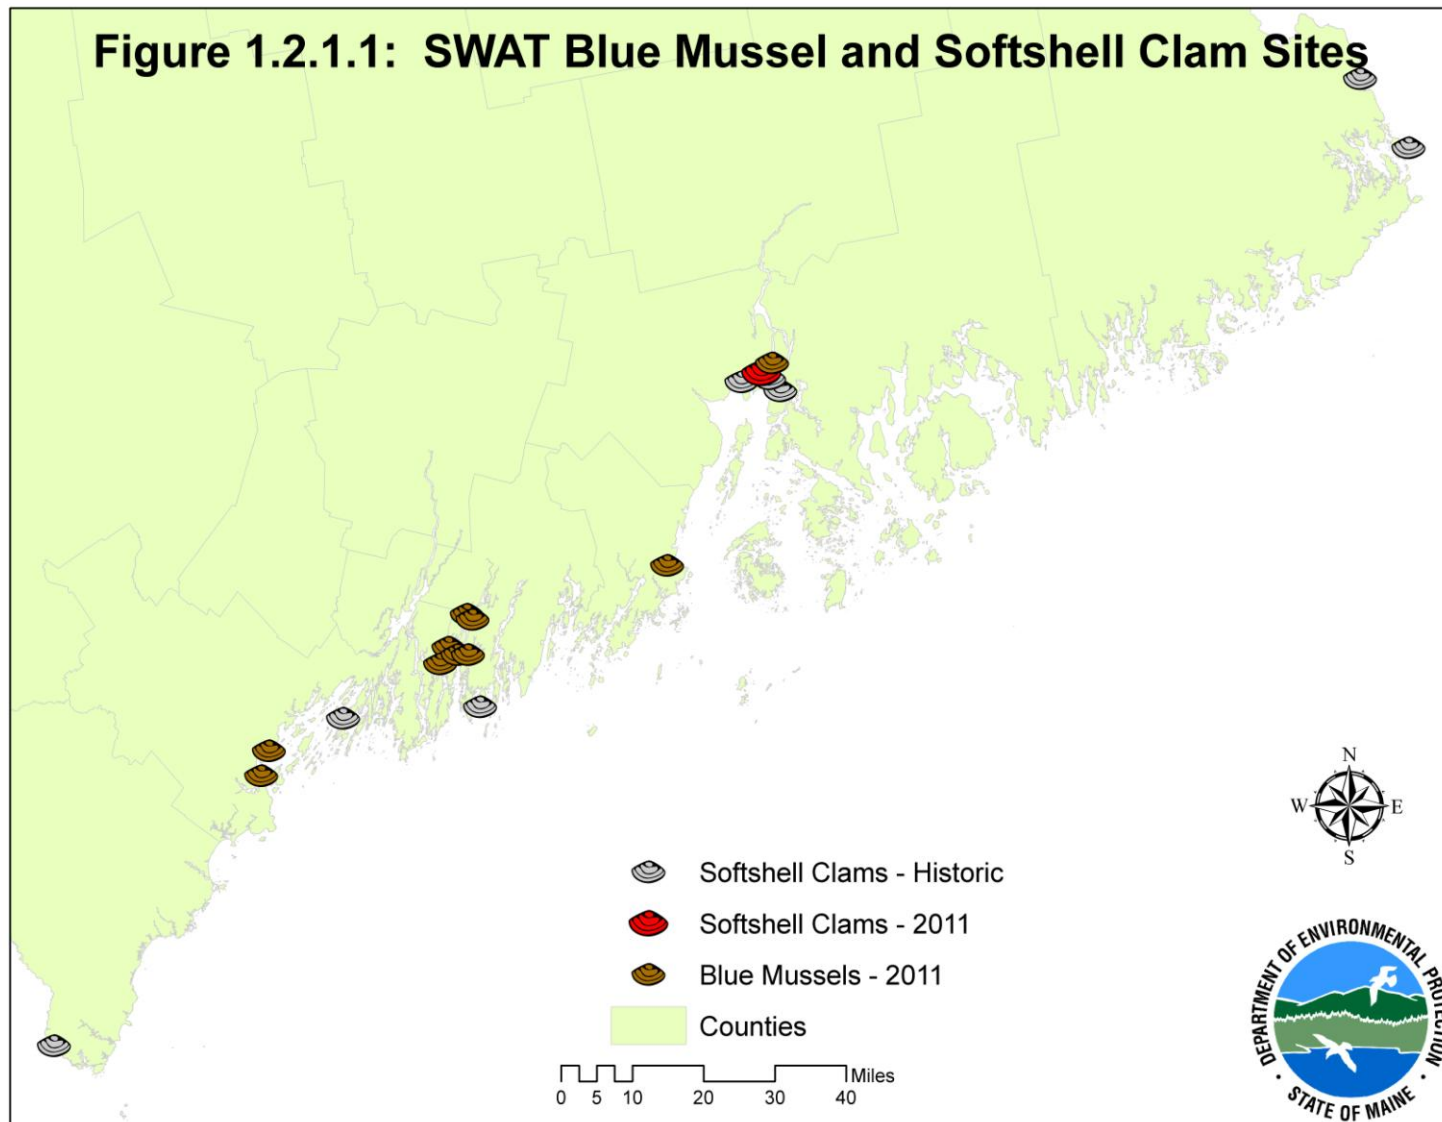 Figure 1.2.1.1: SWAT Blue Mussel and Softshell Clam Sites
N
W E
S
Softshell Clams - Historic
Softshell Clams - 2011
Blue Mussels - 2011
Counties
Miles
0 5 10 20 30 40
DEPARTMENT OF ENVIRONMENTAL PROTECTION
• STATE OF MAINE •